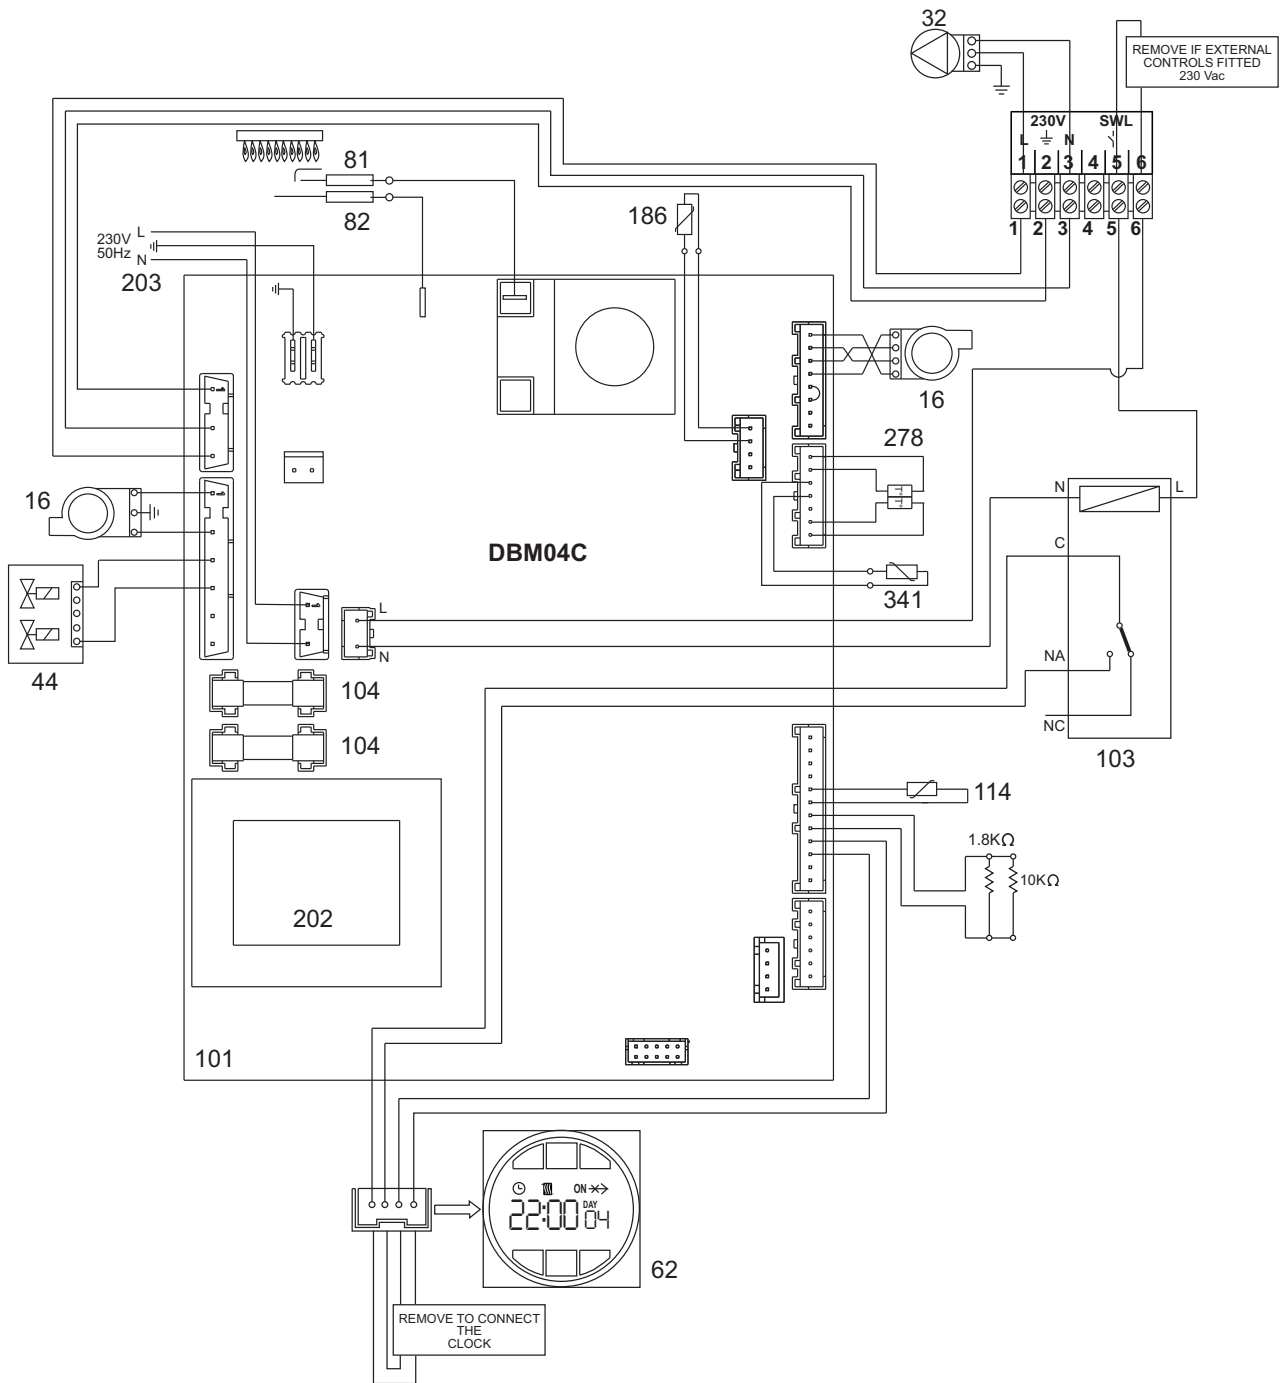 32
REMOVE IF EXTERNAL
CONTROLS FITTED
230 Vac
230V SWL
L N
1 2 3 4 5 6
1 2 3 4 5 6
81
82
186
230V L
50Hz N
203
16
278
16
N L
C
DBM04C
341
L
N
NA
NC
44
104
104
103
114
1.8KΩ
10KΩ
202
101
ON
22:00 DAY 04
62
REMOVE TO CONNECT
THE
CLOCK